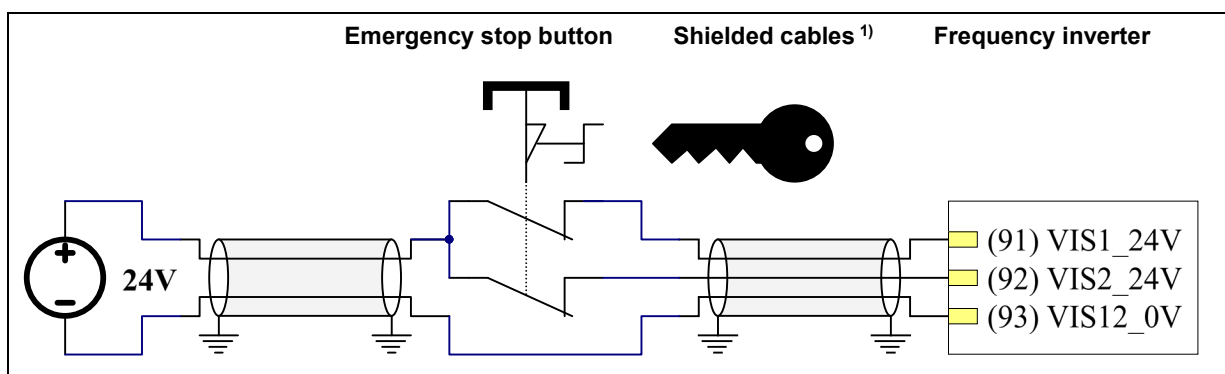 Emergency stop button Shielded cables 1) Frequency inverter
24V
(91) VIS1_24V
(92) VIS2_24V
(93) VIS12_0V